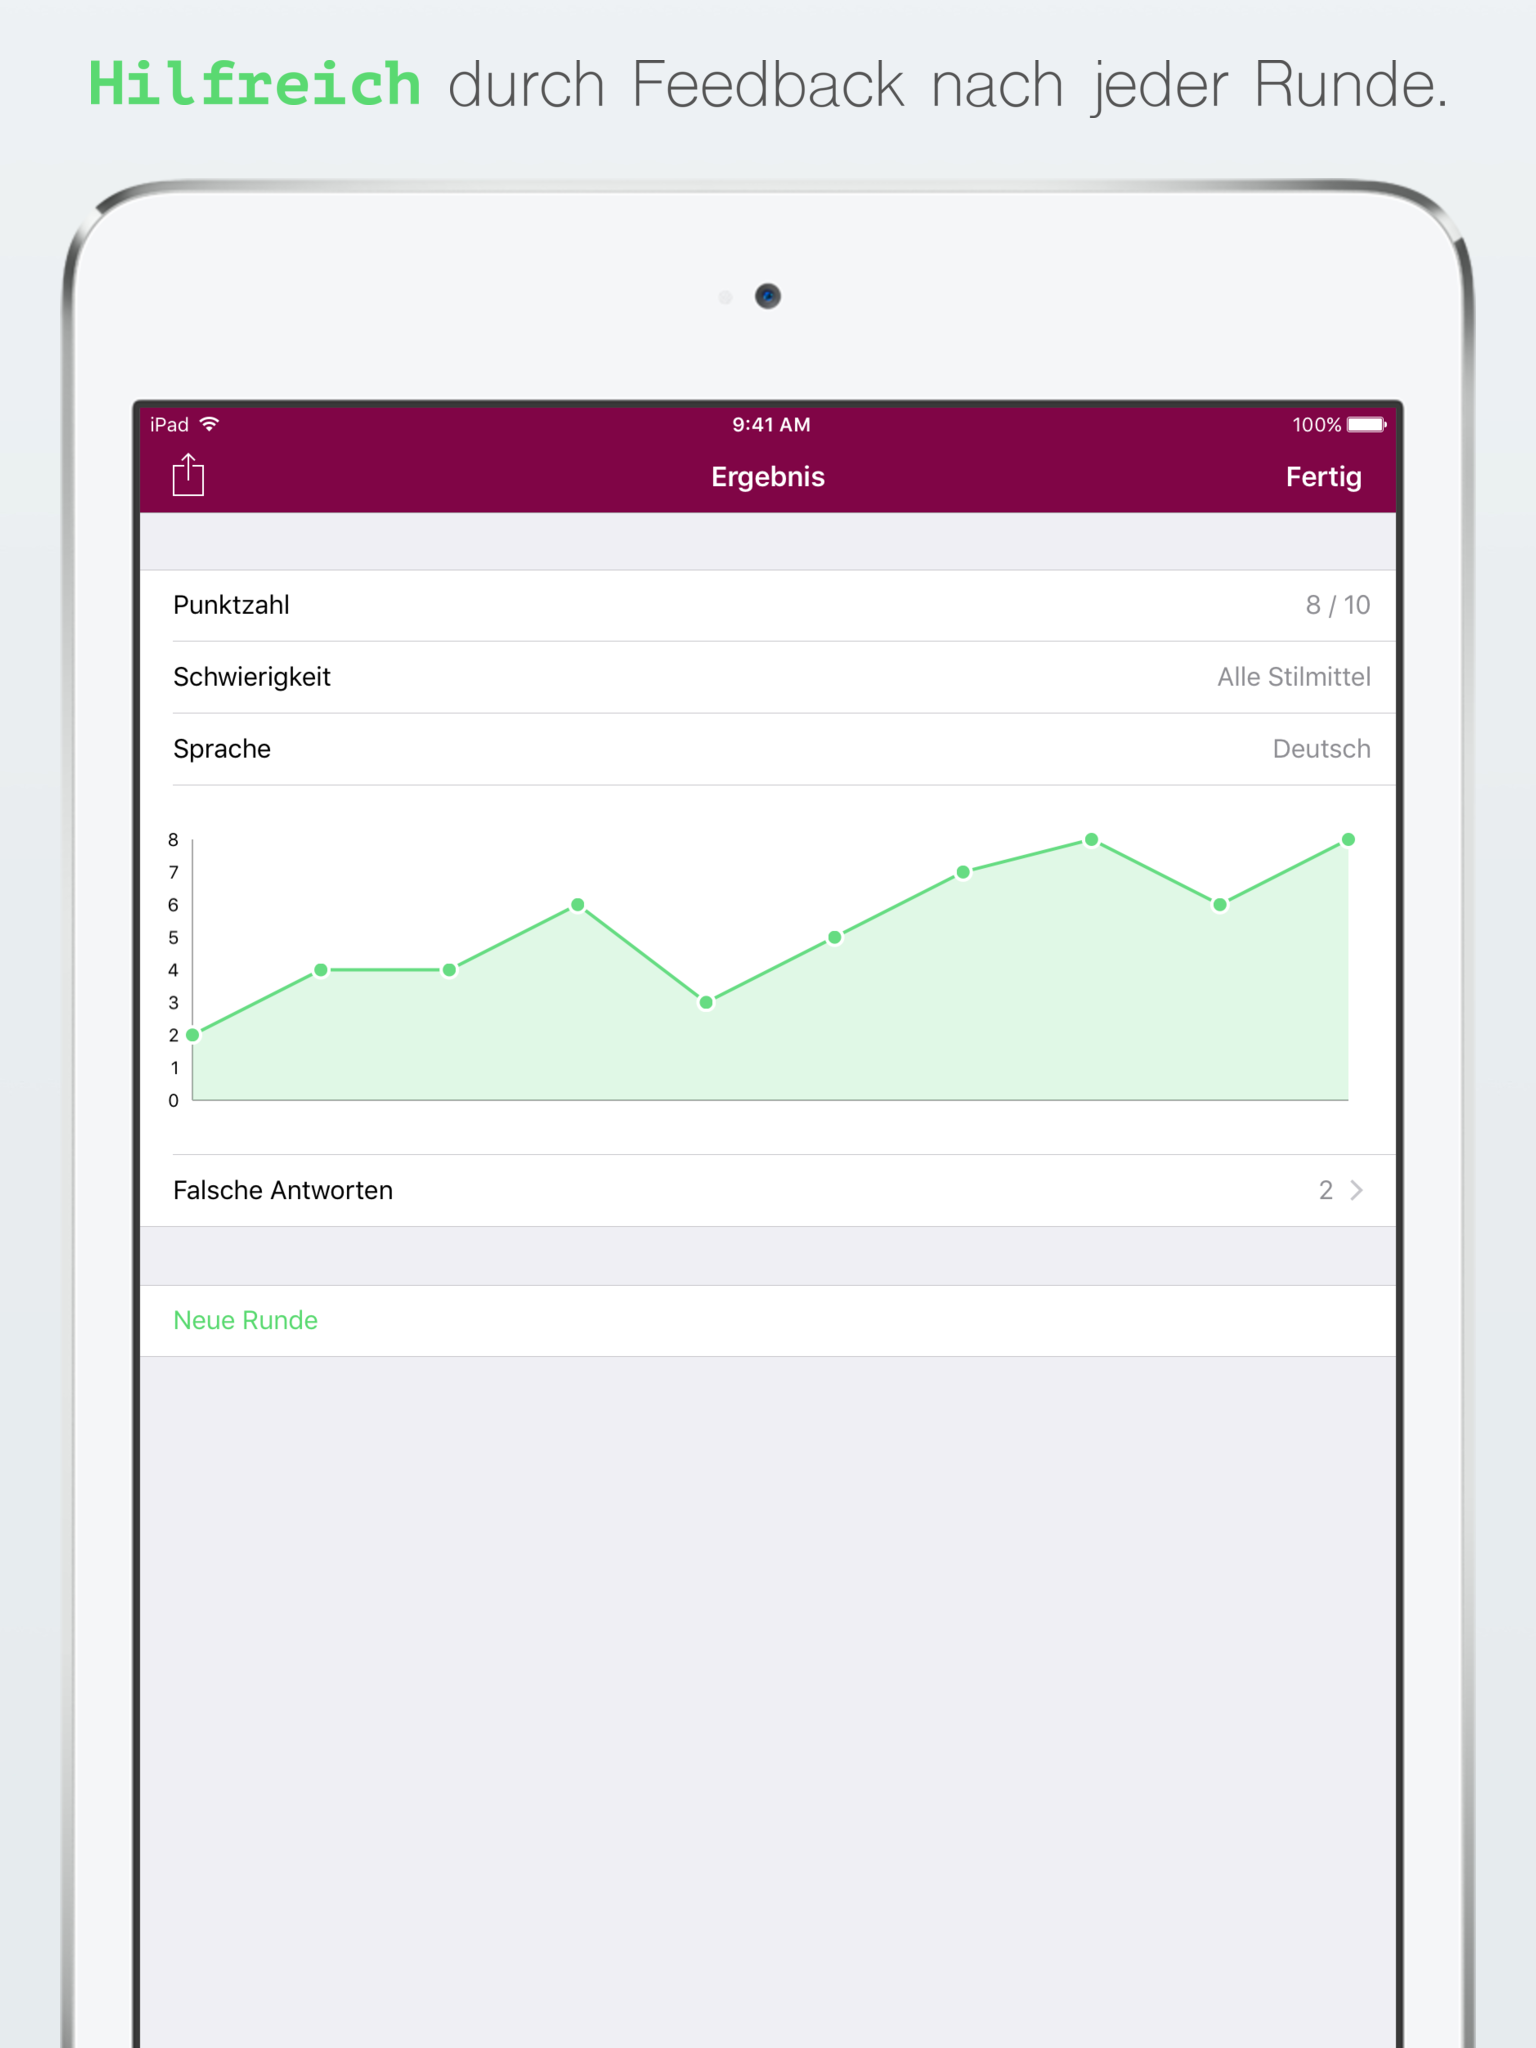 Hilfreich durch Feedback nach jeder Runde.
iPad 9:41 AM 100%
Ergebnis Fertig
Punktzahl 8 / 10
Schwierigkeit Alle Stilmittel
Sprache Deutsch
8
7
6
5
4
3
2
1
0
Falsche Antworten 2
Neue Runde